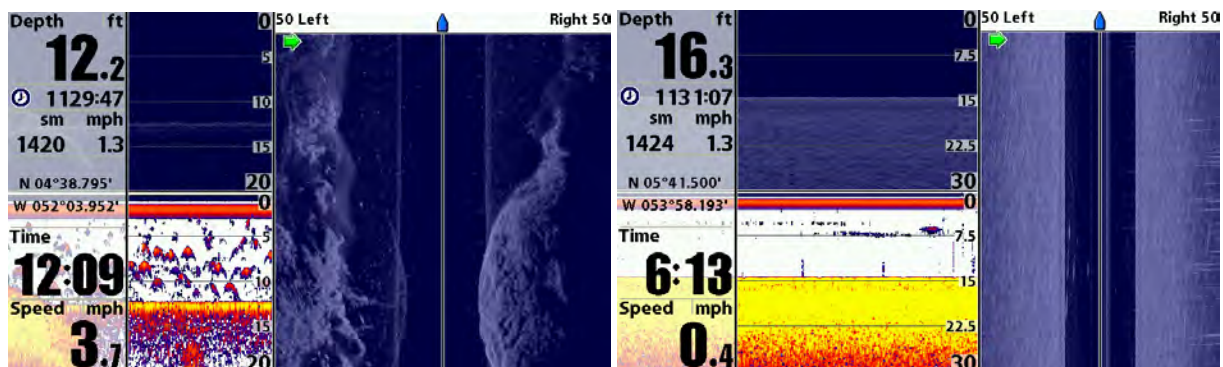 Depth ft
12.2
1129:47
sm mph
1420 1.3
N 04°38.795'
W 052°03.952'
Time
12:09
Speed mph
3.7
0
5
10
15
20
0
5
10
15
20
50 Left Right 50
Depth ft
16.3
1131:07
sm mph
1424 1.3
N 05°41.500'
W 053°58.193'
Time
6:13
Speed mph
0.4
0
7.5
15
22.5
30
0
7.5
15
22.5
30
50 Left Right 50